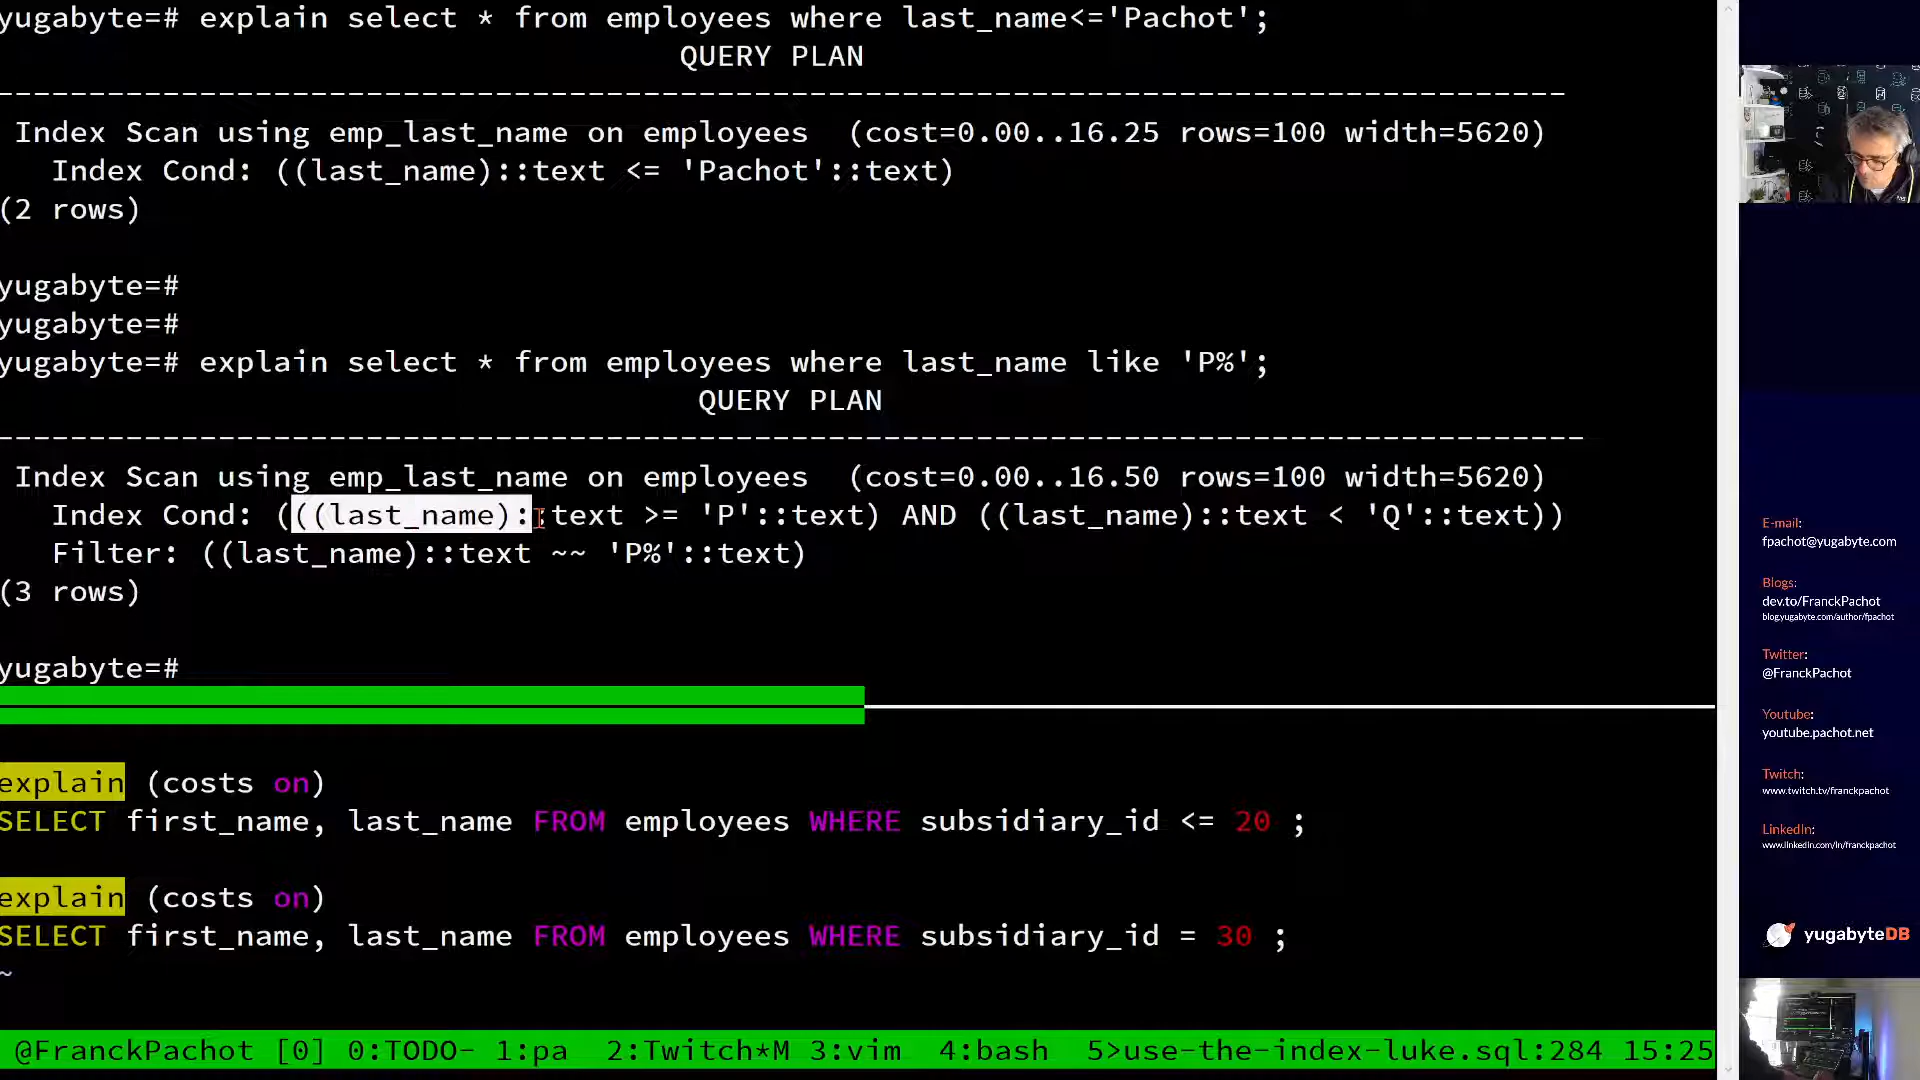 yugabyte=# explain select * from employees where last_name<='Pachot';
QUERY PLAN
-------------------------------------------------------------------------------------
Index Scan using emp_last_name on employees  (cost=0.00..16.25 rows=100 width=5620)
Index Cond: ((last_name)::text <= 'Pachot'::text)
(2 rows)
yugabyte=#
yugabyte=#
yugabyte=# explain select * from employees where last_name like 'P%';
QUERY PLAN
--------------------------------------------------------------------------------------
Index Scan using emp_last_name on employees  (cost=0.00..16.50 rows=100 width=5620)
Index Cond: (((last_name)::text >= 'P'::text) AND ((last_name)::text < 'Q'::text))
Filter: ((last_name)::text ~~ 'P%'::text)
(3 rows)
yugabyte=#
explain (costs on)
SELECT first_name, last_name FROM employees WHERE subsidiary_id <= 20 ;
explain (costs on)
SELECT first_name, last_name FROM employees WHERE subsidiary_id = 30 ;
~
@FranckPachot [0] 0:TODO- 1:pa  2:Twitch*M 3:vim  4:bash  5>use-the-index-luke.sql:284 15:25
E-mail:
fpachot@yugabyte.com
Blogs:
dev.to/FranckPachot
blog.yugabyte.com/author/fpachot
Twitter:
@FranckPachot
Youtube:
youtube.pachot.net
Twitch:
www.twitch.tv/franckpachot
LinkedIn:
www.linkedin.com/in/franckpachot
yugabyteDB